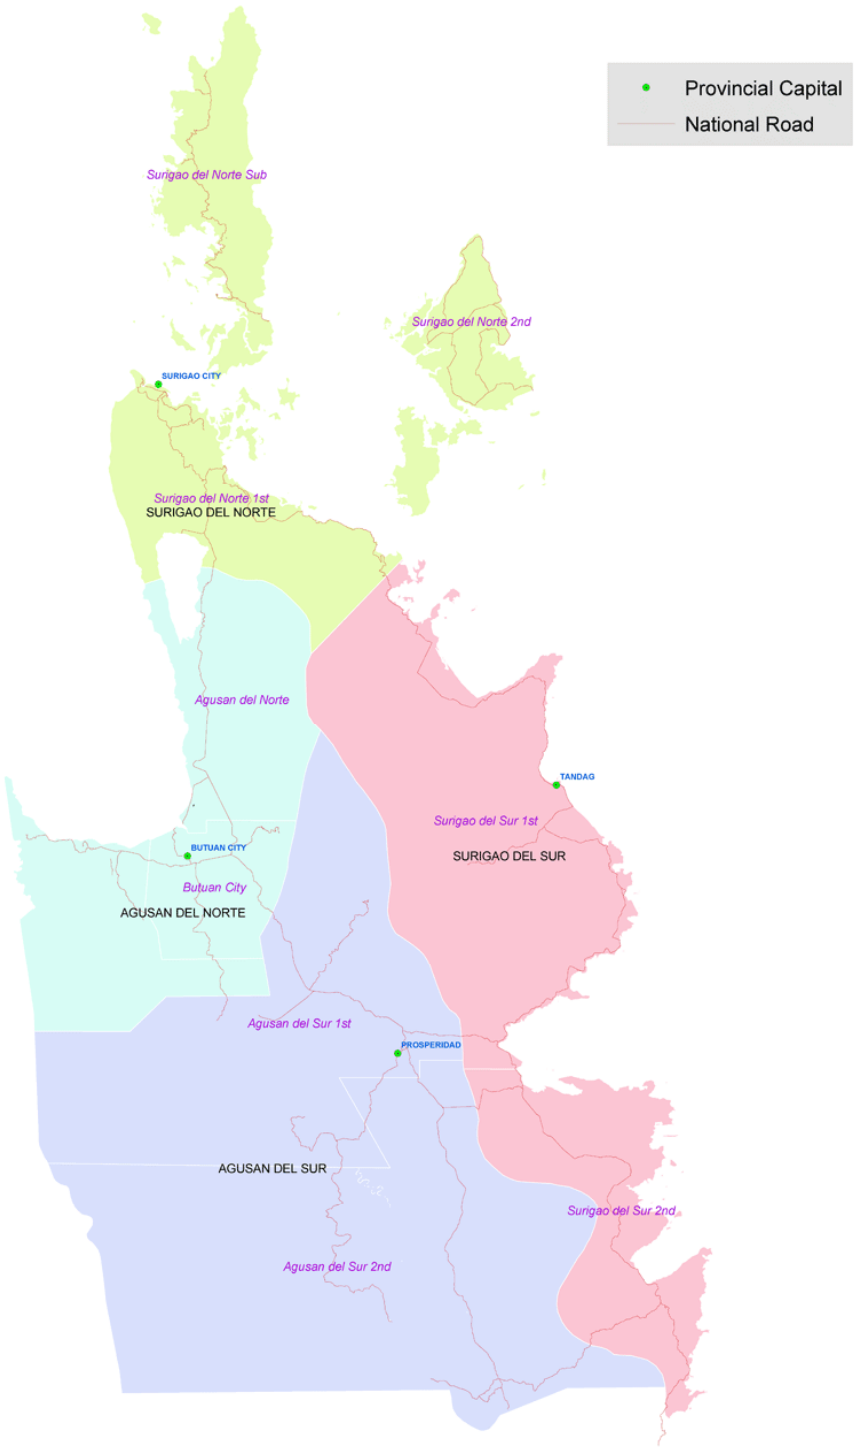 Provincial Capital
National Road
Surigao del Norte Sub
Surigao del Norte 2nd
SURIGAO CITY
Surigao del Norte 1st
SURIGAO DEL NORTE
Agusan del Norte
TANDAG
Surigao del Sur 1st
BUTUAN CITY
SURIGAO DEL SUR
Butuan City
AGUSAN DEL NORTE
Agusan del Sur 1st
PROSPERIDAD
AGUSAN DEL SUR
Surigao del Sur 2nd
Agusan del Sur 2nd